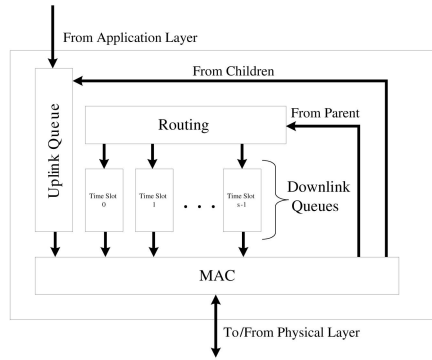 From Application Layer
From Children
From Parent
Uplink Queue
Routing
Time Slot
0
Time Slot
1
. . .
Time Slot
s-1
Downlink
Queues
MAC
To/From Physical Layer